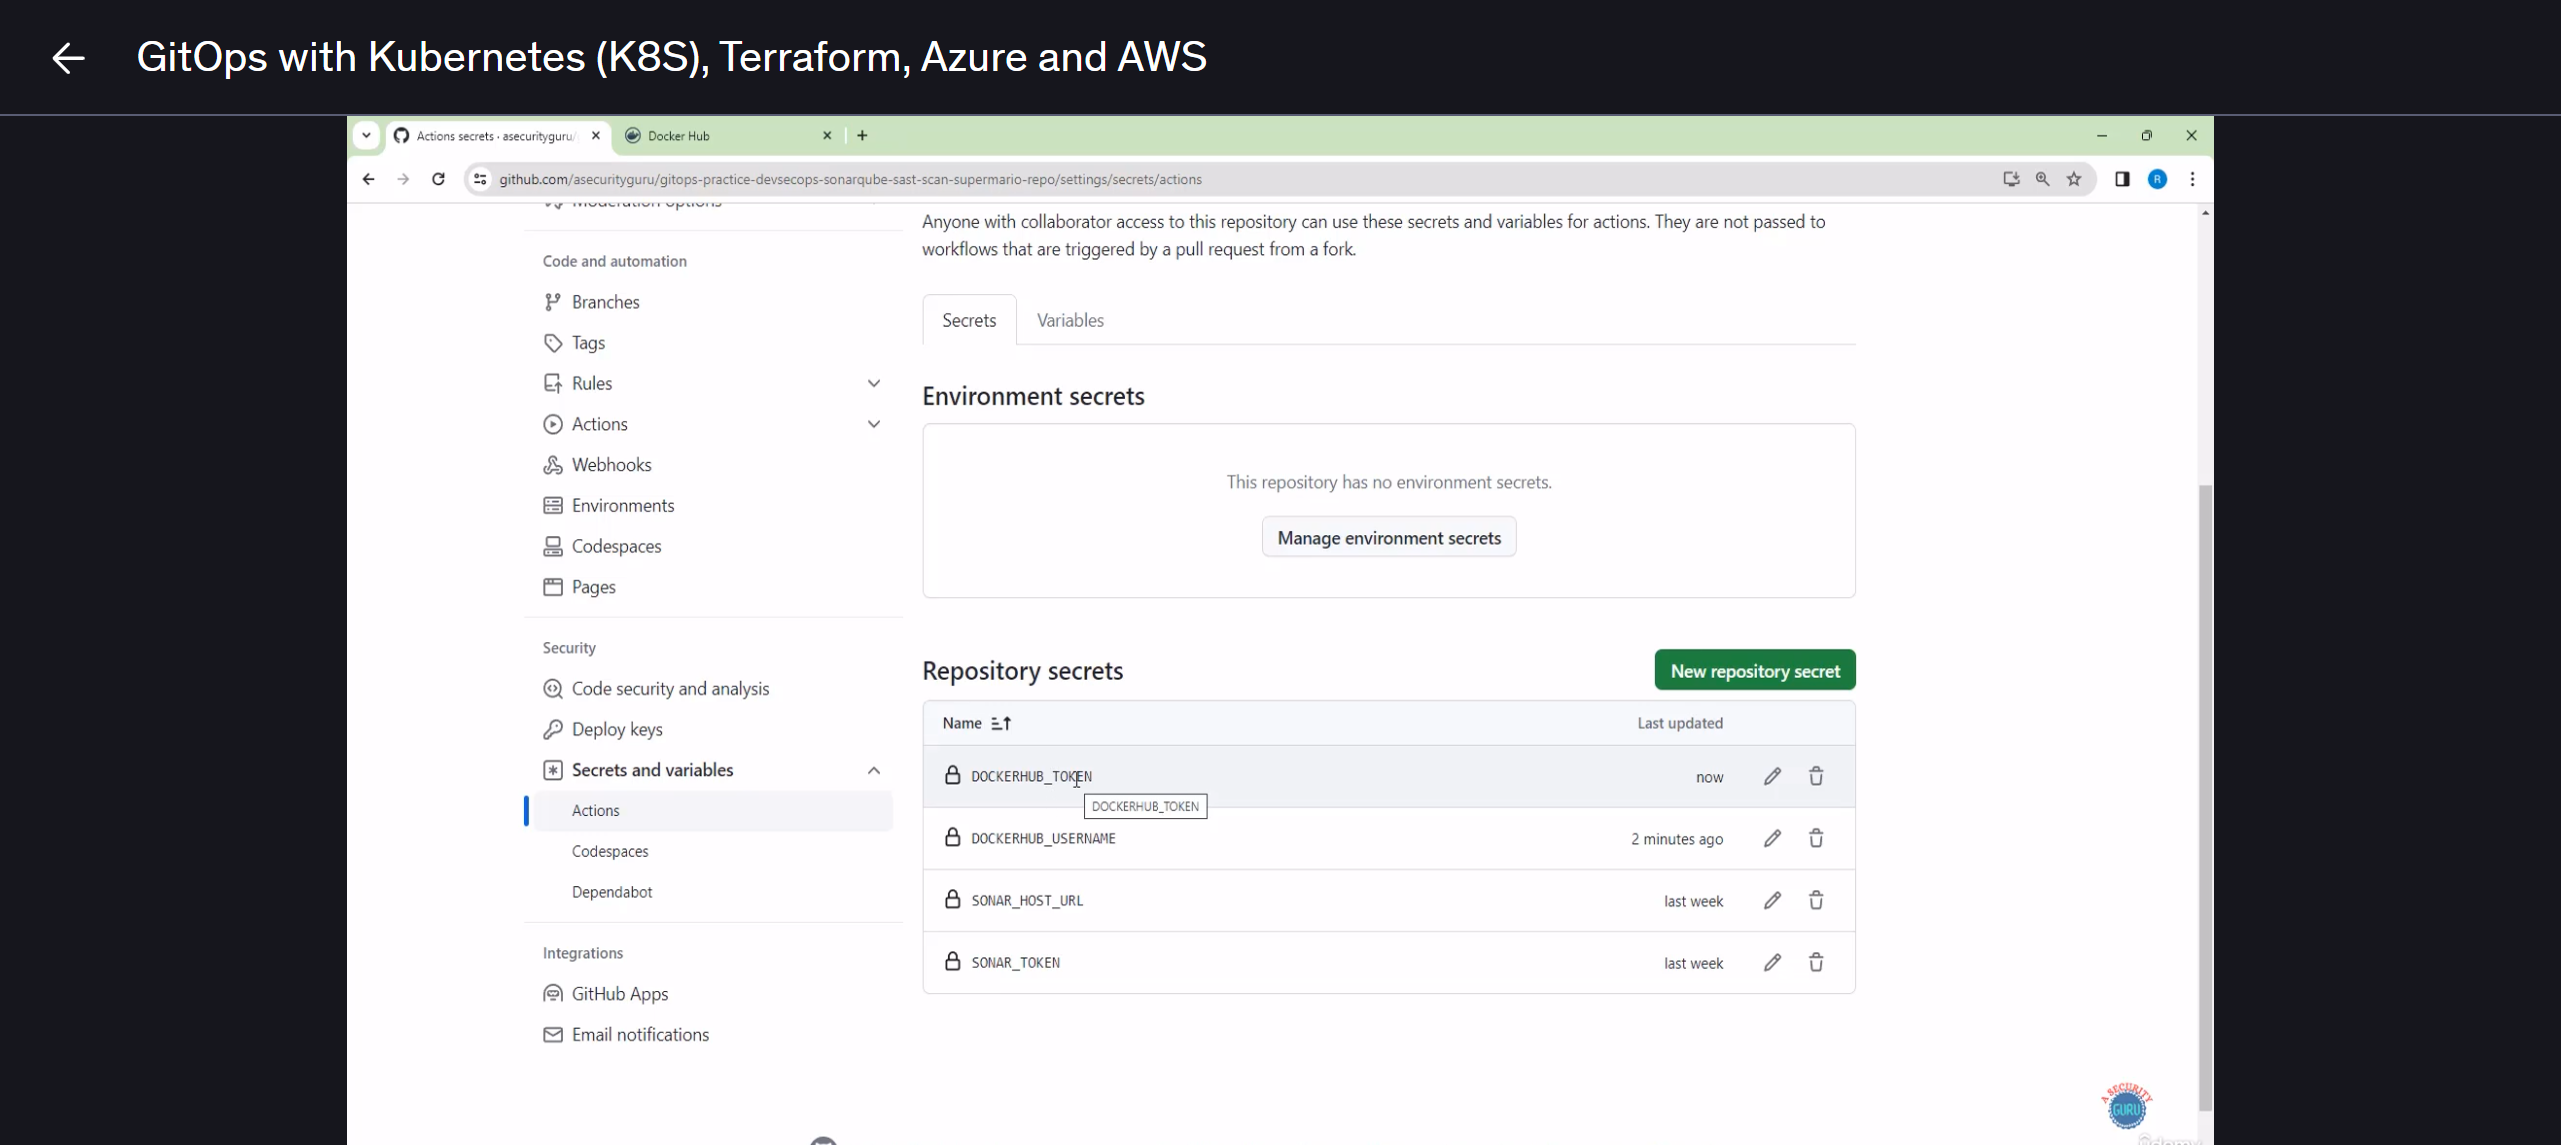 GitOps with Kubernetes (K8S), Terraform, Azure and AWS
Actions secrets · asecurityguru/
Docker Hub
github.com/asecurityguru/gitops-practice-devsecops-sonarqube-sast-scan-supermario-repo/settings/secrets/actions
R
Moderation options
Code and automation
Branches
Tags
Rules
Actions
Webhooks
Environments
Codespaces
Pages
Security
Code security and analysis
Deploy keys
Secrets and variables
Actions
Codespaces
Dependabot
Integrations
GitHub Apps
Email notifications
Anyone with collaborator access to this repository can use these secrets and variables for actions. They are not passed to
workflows that are triggered by a pull request from a fork.
Secrets Variables
Environment secrets
This repository has no environment secrets.
Manage environment secrets
Repository secrets
New repository secret
Name Last updated
DOCKERHUB_TOKEN now
DOCKERHUB_TOKEN
DOCKERHUB_USERNAME 2 minutes ago
SONAR_HOST_URL last week
SONAR_TOKEN last week
A SECURITY
GURU
Udemy